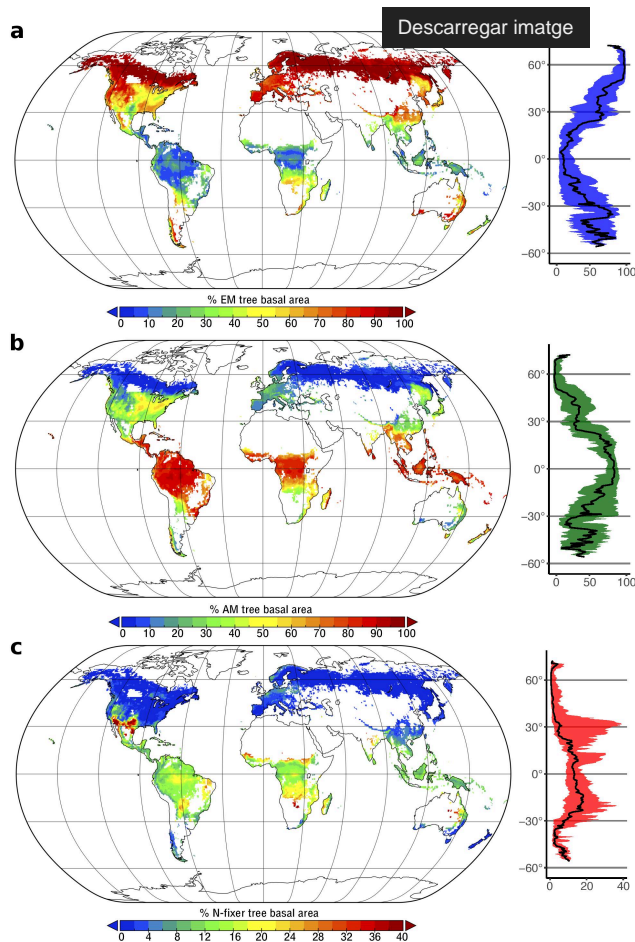 a
Descarregar imatge
60°
30°
0°
−30°
−60°
0 50 100
% EM tree basal area
0 10 20 30 40 50 60 70 80 90 100
b
60°
30°
0°
−30°
−60°
0 50 100
% AM tree basal area
0 10 20 30 40 50 60 70 80 90 100
c
60°
30°
0°
−30°
−60°
0 20 40
% N-fixer tree basal area
0 4 8 12 16 20 24 28 32 36 40